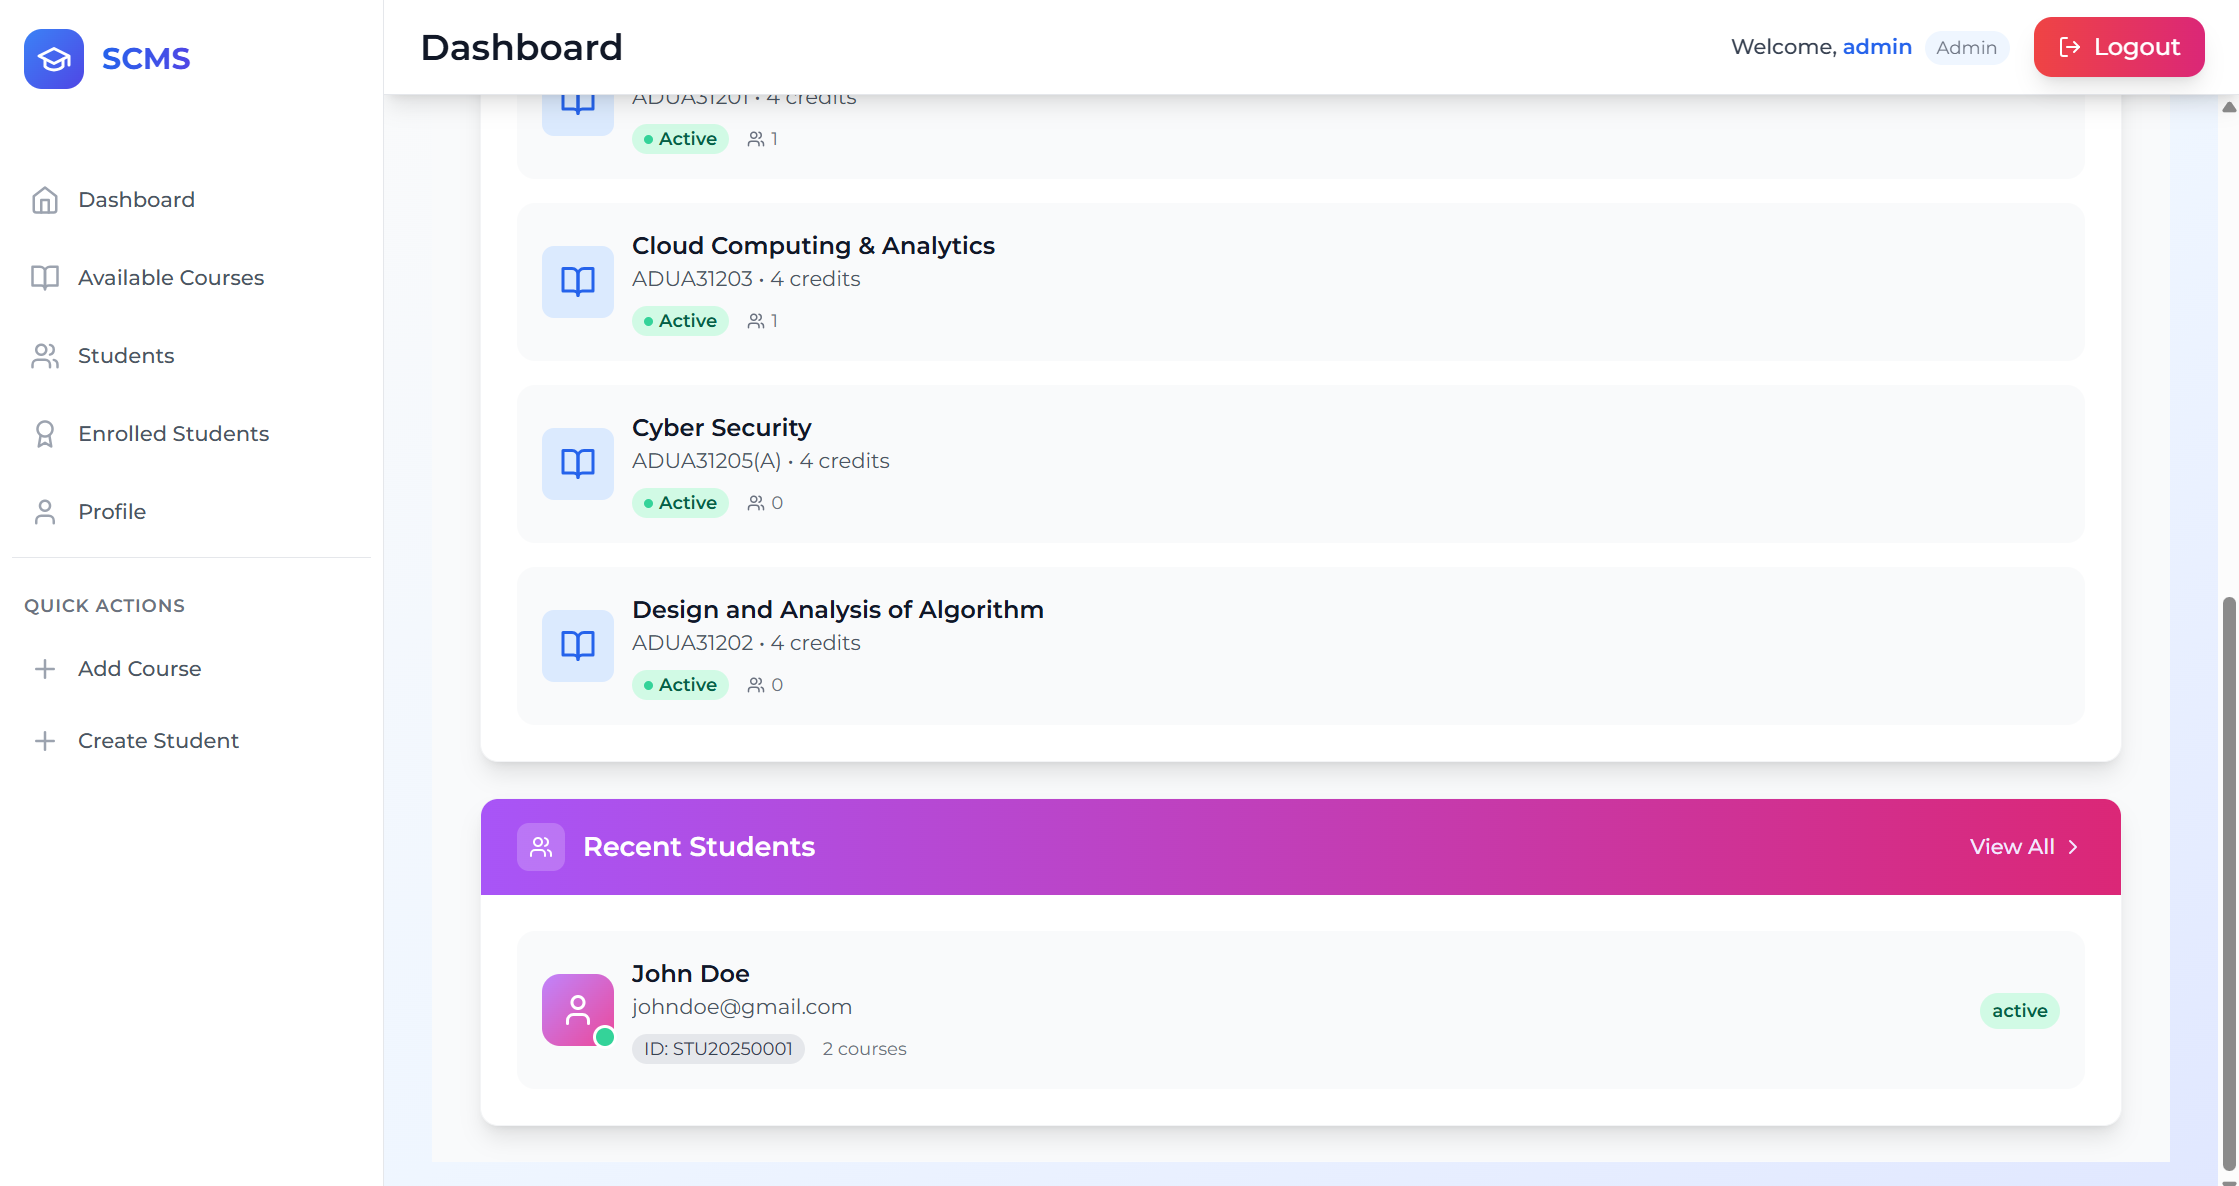 SCMS
Dashboard
Available Courses
Students
Enrolled Students
Profile
QUICK ACTIONS
Add Course
Create Student
Dashboard
Welcome, admin Admin Logout
ADUA31201 • 4 credits
Active 1
Cloud Computing & Analytics
ADUA31203 • 4 credits
Active 1
Cyber Security
ADUA31205(A) • 4 credits
Active 0
Design and Analysis of Algorithm
ADUA31202 • 4 credits
Active 0
Recent Students
View All
John Doe
johndoe@gmail.com
ID: STU20250001 2 courses
active